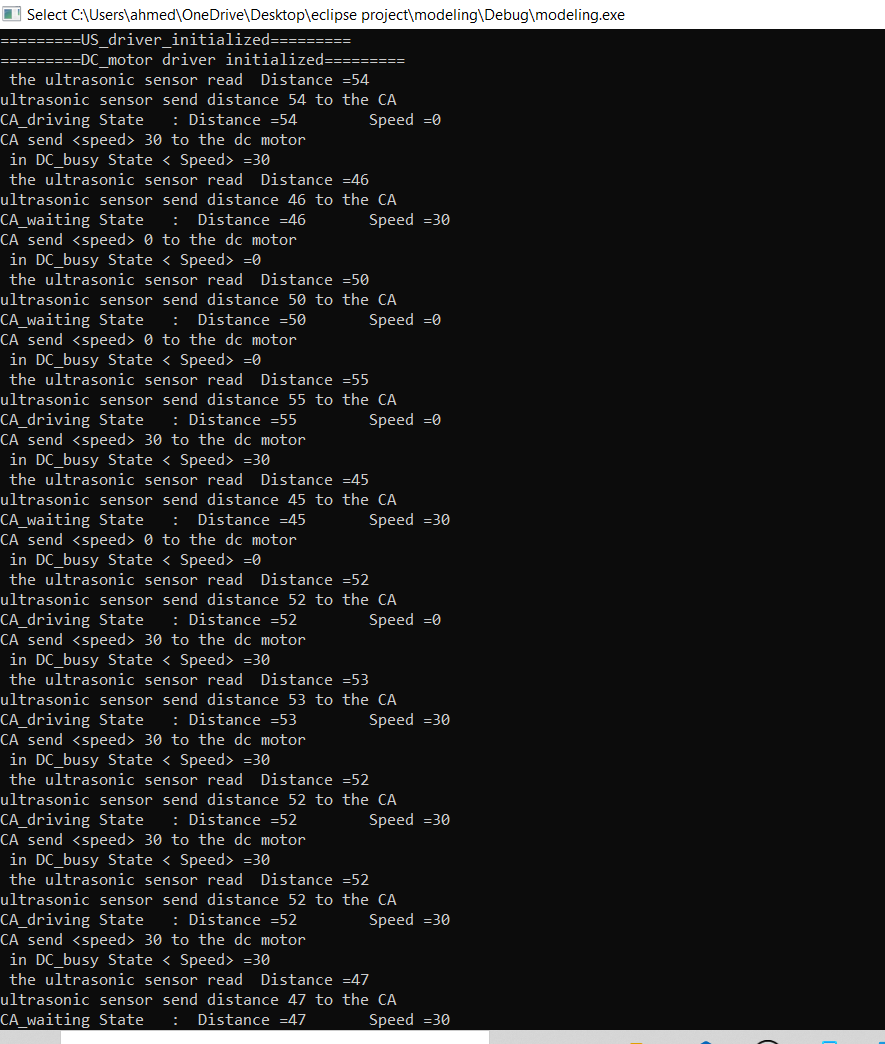 Select C:\Users\ahmed\OneDrive\Desktop\eclipse project\modeling\Debug\modeling.exe
=========US_driver_initialized=========
=========DC_motor driver initialized=========
 the ultrasonic sensor read  Distance =54
ultrasonic sensor send distance 54 to the CA
CA_driving State   : Distance =54        Speed =0
CA send <speed> 30 to the dc motor
 in DC_busy State < Speed> =30
 the ultrasonic sensor read  Distance =46
ultrasonic sensor send distance 46 to the CA
CA_waiting State   :  Distance =46       Speed =30
CA send <speed> 0 to the dc motor
 in DC_busy State < Speed> =0
 the ultrasonic sensor read  Distance =50
ultrasonic sensor send distance 50 to the CA
CA_waiting State   :  Distance =50       Speed =0
CA send <speed> 0 to the dc motor
 in DC_busy State < Speed> =0
 the ultrasonic sensor read  Distance =55
ultrasonic sensor send distance 55 to the CA
CA_driving State   : Distance =55        Speed =0
CA send <speed> 30 to the dc motor
 in DC_busy State < Speed> =30
 the ultrasonic sensor read  Distance =45
ultrasonic sensor send distance 45 to the CA
CA_waiting State   :  Distance =45       Speed =30
CA send <speed> 0 to the dc motor
 in DC_busy State < Speed> =0
 the ultrasonic sensor read  Distance =52
ultrasonic sensor send distance 52 to the CA
CA_driving State   : Distance =52        Speed =0
CA send <speed> 30 to the dc motor
 in DC_busy State < Speed> =30
 the ultrasonic sensor read  Distance =53
ultrasonic sensor send distance 53 to the CA
CA_driving State   : Distance =53        Speed =30
CA send <speed> 30 to the dc motor
 in DC_busy State < Speed> =30
 the ultrasonic sensor read  Distance =52
ultrasonic sensor send distance 52 to the CA
CA_driving State   : Distance =52        Speed =30
CA send <speed> 30 to the dc motor
 in DC_busy State < Speed> =30
 the ultrasonic sensor read  Distance =52
ultrasonic sensor send distance 52 to the CA
CA_driving State   : Distance =52        Speed =30
CA send <speed> 30 to the dc motor
 in DC_busy State < Speed> =30
 the ultrasonic sensor read  Distance =47
ultrasonic sensor send distance 47 to the CA
CA_waiting State   :  Distance =47       Speed =30